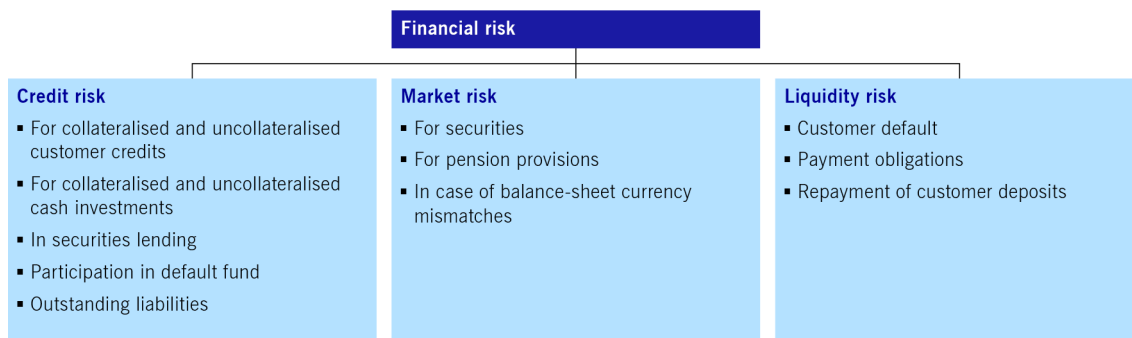 Financial risk
Credit risk
▪ For collateralised and uncollateralised
customer credits
▪ For collateralised and uncollateralised
cash investments
▪ In securities lending
▪ Participation in default fund
▪ Outstanding liabilities
Market risk
▪ For securities
▪ For pension provisions
▪ In case of balance-sheet currency
mismatches
Liquidity risk
▪ Customer default
▪ Payment obligations
▪ Repayment of customer deposits